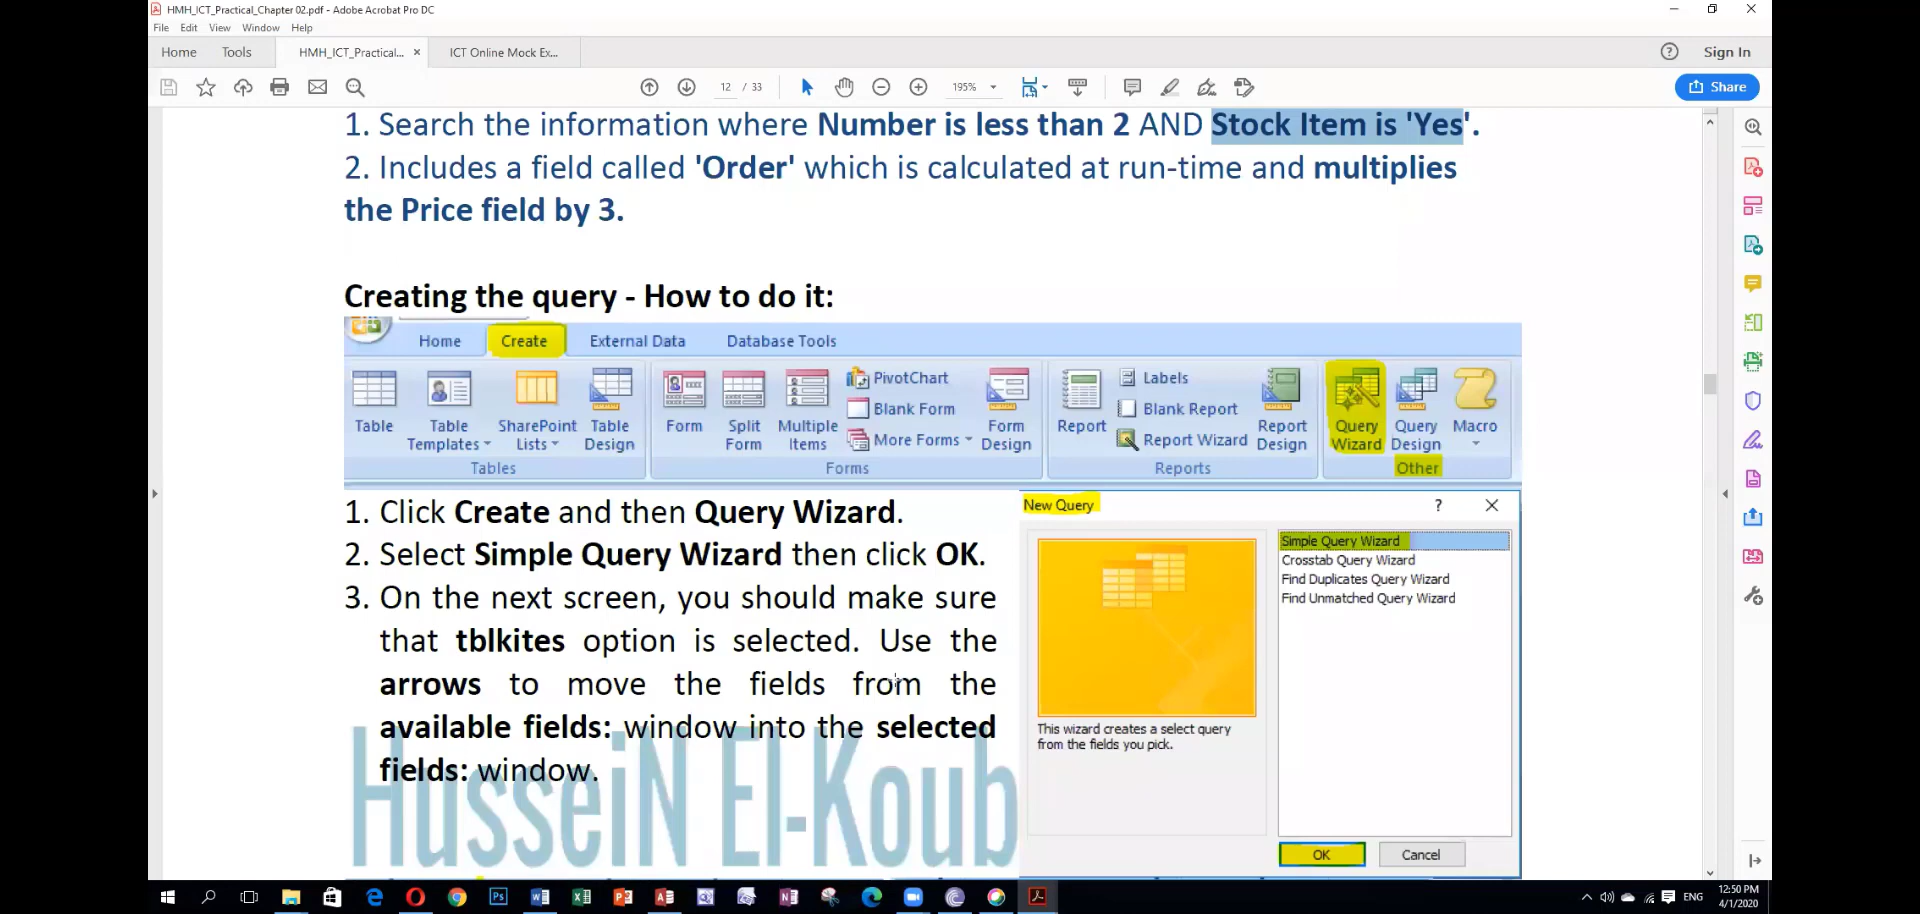 HMH_ICT_Practical_Chapter 02.pdf - Adobe Acrobat Pro DC
File Edit View Window Help
Home Tools HMH_ICT_Practical... × ICT Online Mock Ex... Sign In
12 / 33 195% Share
1. Search the information where Number is less than 2 AND Stock Item is 'Yes'.
2. Includes a field called 'Order' which is calculated at run-time and multiplies
the Price field by 3.
Creating the query - How to do it:
Home Create External Data Database Tools
PivotChart Labels
Blank Form Blank Report
Table Table SharePoint Table Form Split Multiple Form Report Report Query Query Macro
Templates Lists Design Form Items More Forms Design Report Wizard Design Wizard Design
Tables Forms Reports Other
1. Click Create and then Query Wizard.
2. Select Simple Query Wizard then click OK.
3. On the next screen, you should make sure
that tblkites option is selected. Use the
arrows to move the fields from the
available fields: window into the selected
fields: window.
New Query ?
Simple Query Wizard
Crosstab Query Wizard
Find Duplicates Query Wizard
Find Unmatched Query Wizard
This wizard creates a select query
from the fields you pick.
OK Cancel
HusseiN El-Koub
ENG 12:50 PM
4/1/2020